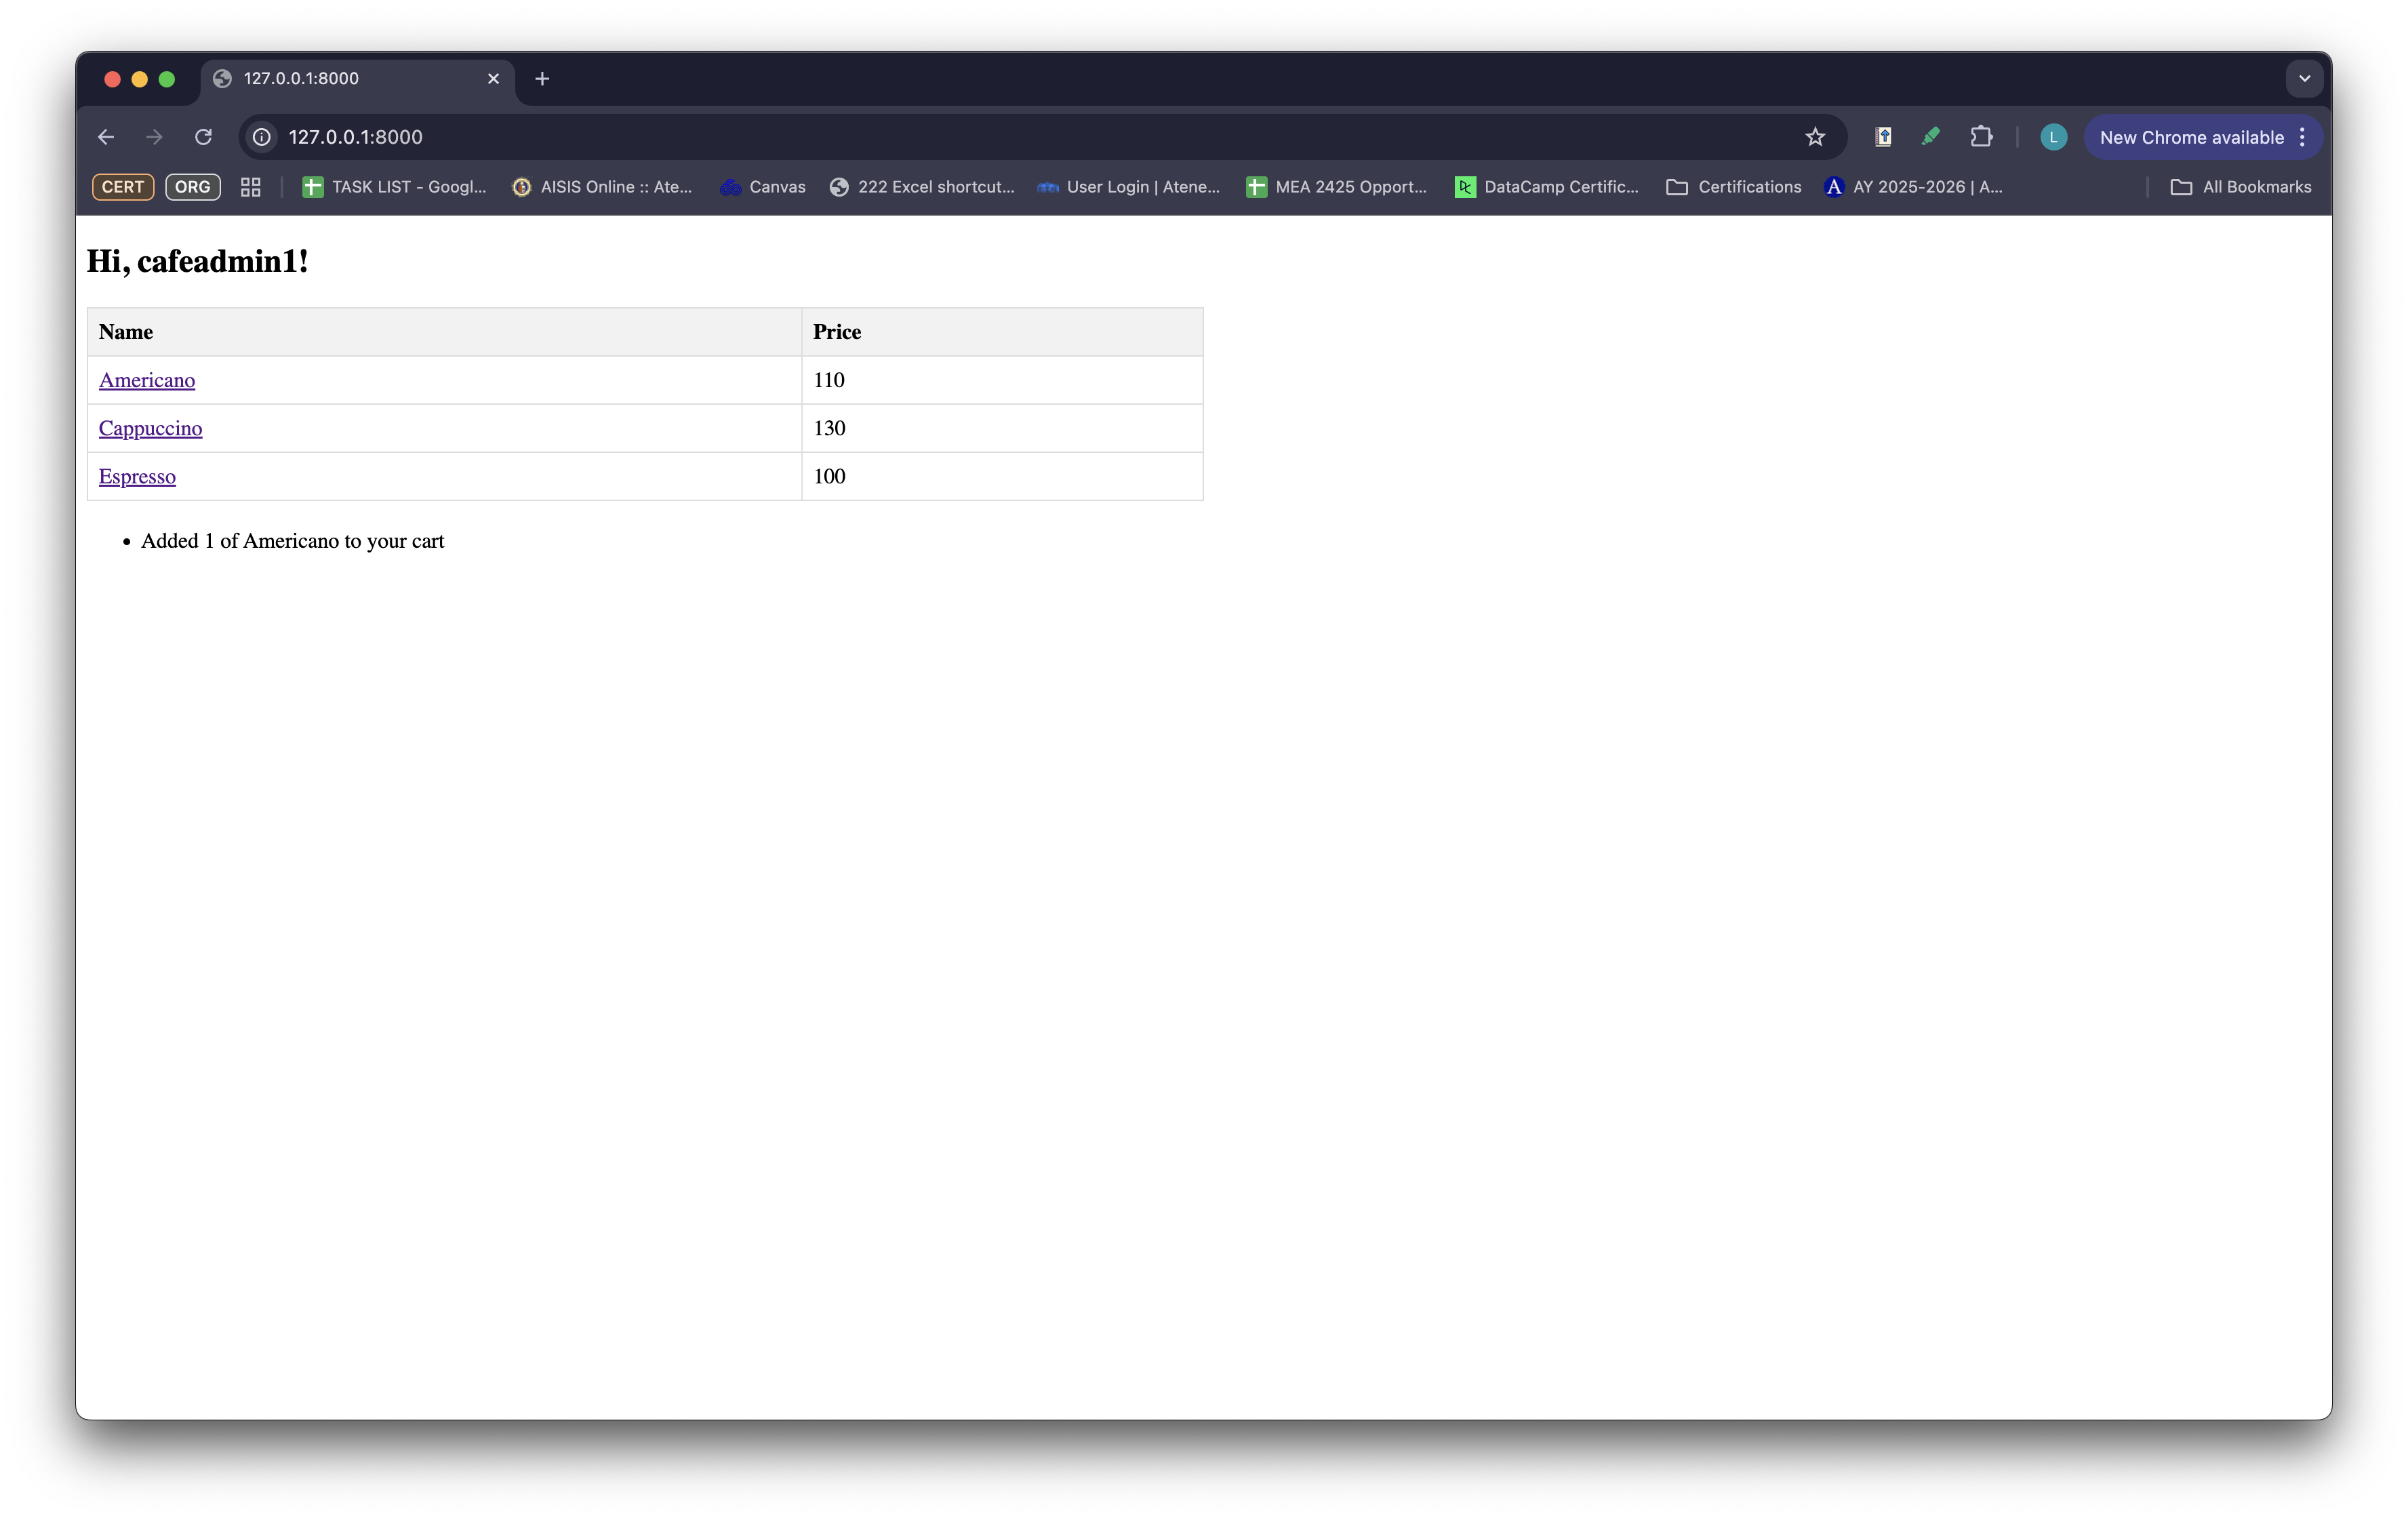 127.0.0.1:8000
127.0.0.1:8000
L
New Chrome available
CERT ORG TASK LIST - Googl... AISIS Online :: Ate... Canvas 222 Excel shortcut... User Login | Atene... MEA 2425 Opport... DataCamp Certific... Certifications AY 2025-2026 | A... All Bookmarks
Hi, cafeadmin1!
Name Price
Americano 110
Cappuccino 130
Espresso 100
• Added 1 of Americano to your cart